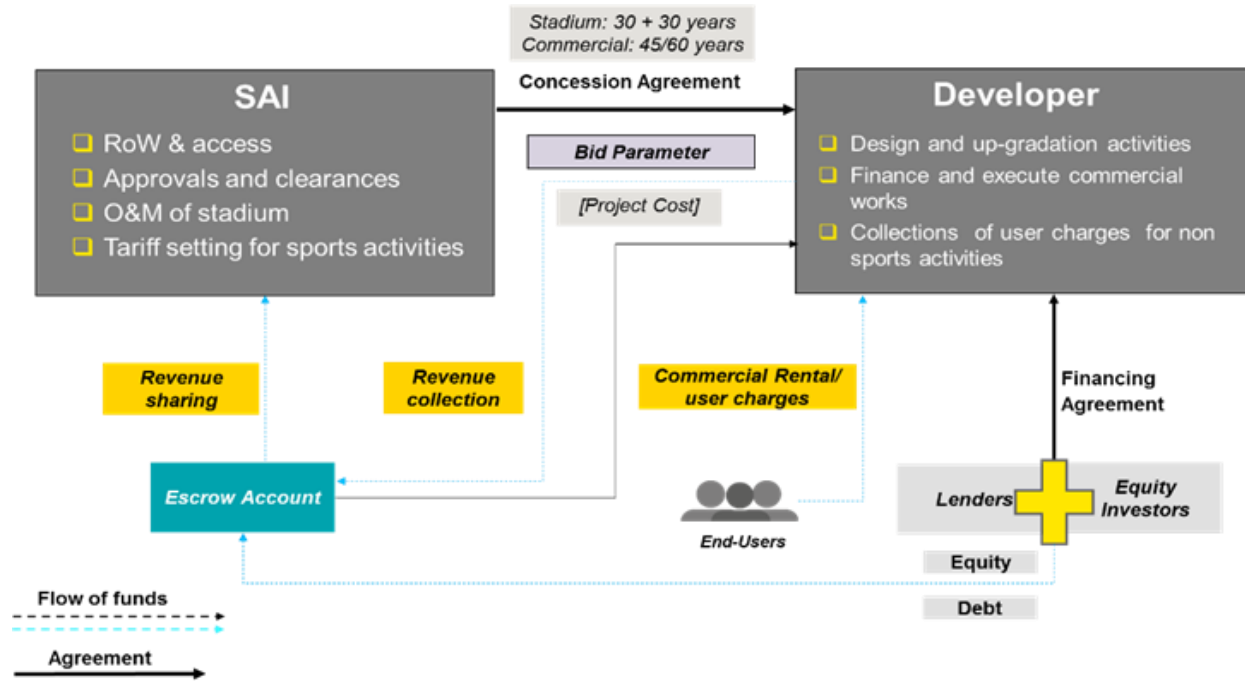 Stadium: 30 + 30 years
Commercial: 45/60 years
SAI
RoW & access
Approvals and clearances
O&M of stadium
Tariff setting for sports activities
Concession Agreement
Bid Parameter
[Project Cost]
Developer
Design and up-gradation activities
Finance and execute commercial
works
Collections of user charges for non
sports activities
Revenue
sharing
Revenue
collection
Commercial Rental/
user charges
Financing
Agreement
Escrow Account
End-Users
Lenders
Equity
Investors
Equity
Debt
Flow of funds
Agreement